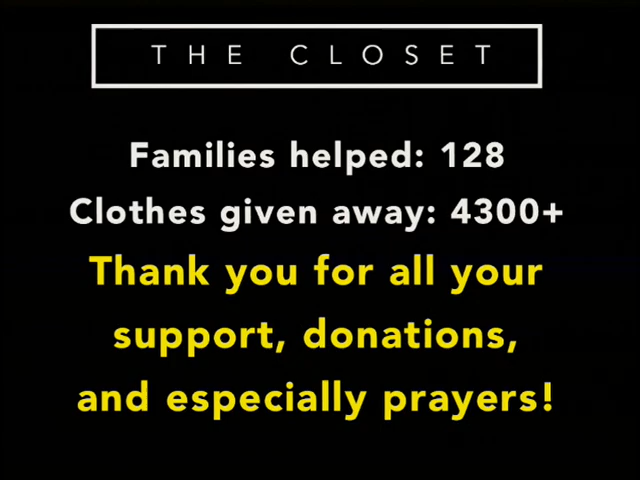 THE CLOSET
Families helped: 128
Clothes given away: 4300+
Thank you for all your
support, donations,
and especially prayers!